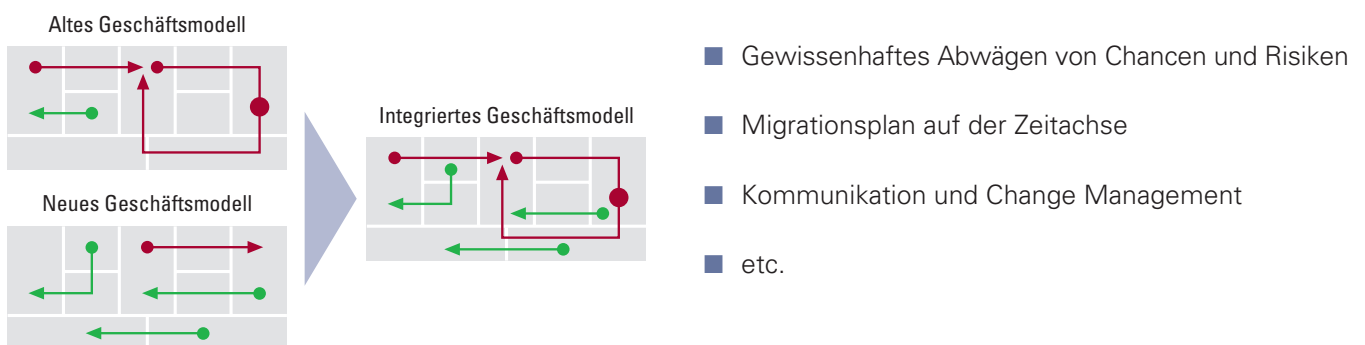 Altes Geschäftsmodell
Neues Geschäftsmodell
Integriertes Geschäftsmodell
Gewissenhaftes Abwägen von Chancen und Risiken
Migrationsplan auf der Zeitachse
Kommunikation und Change Management
etc.